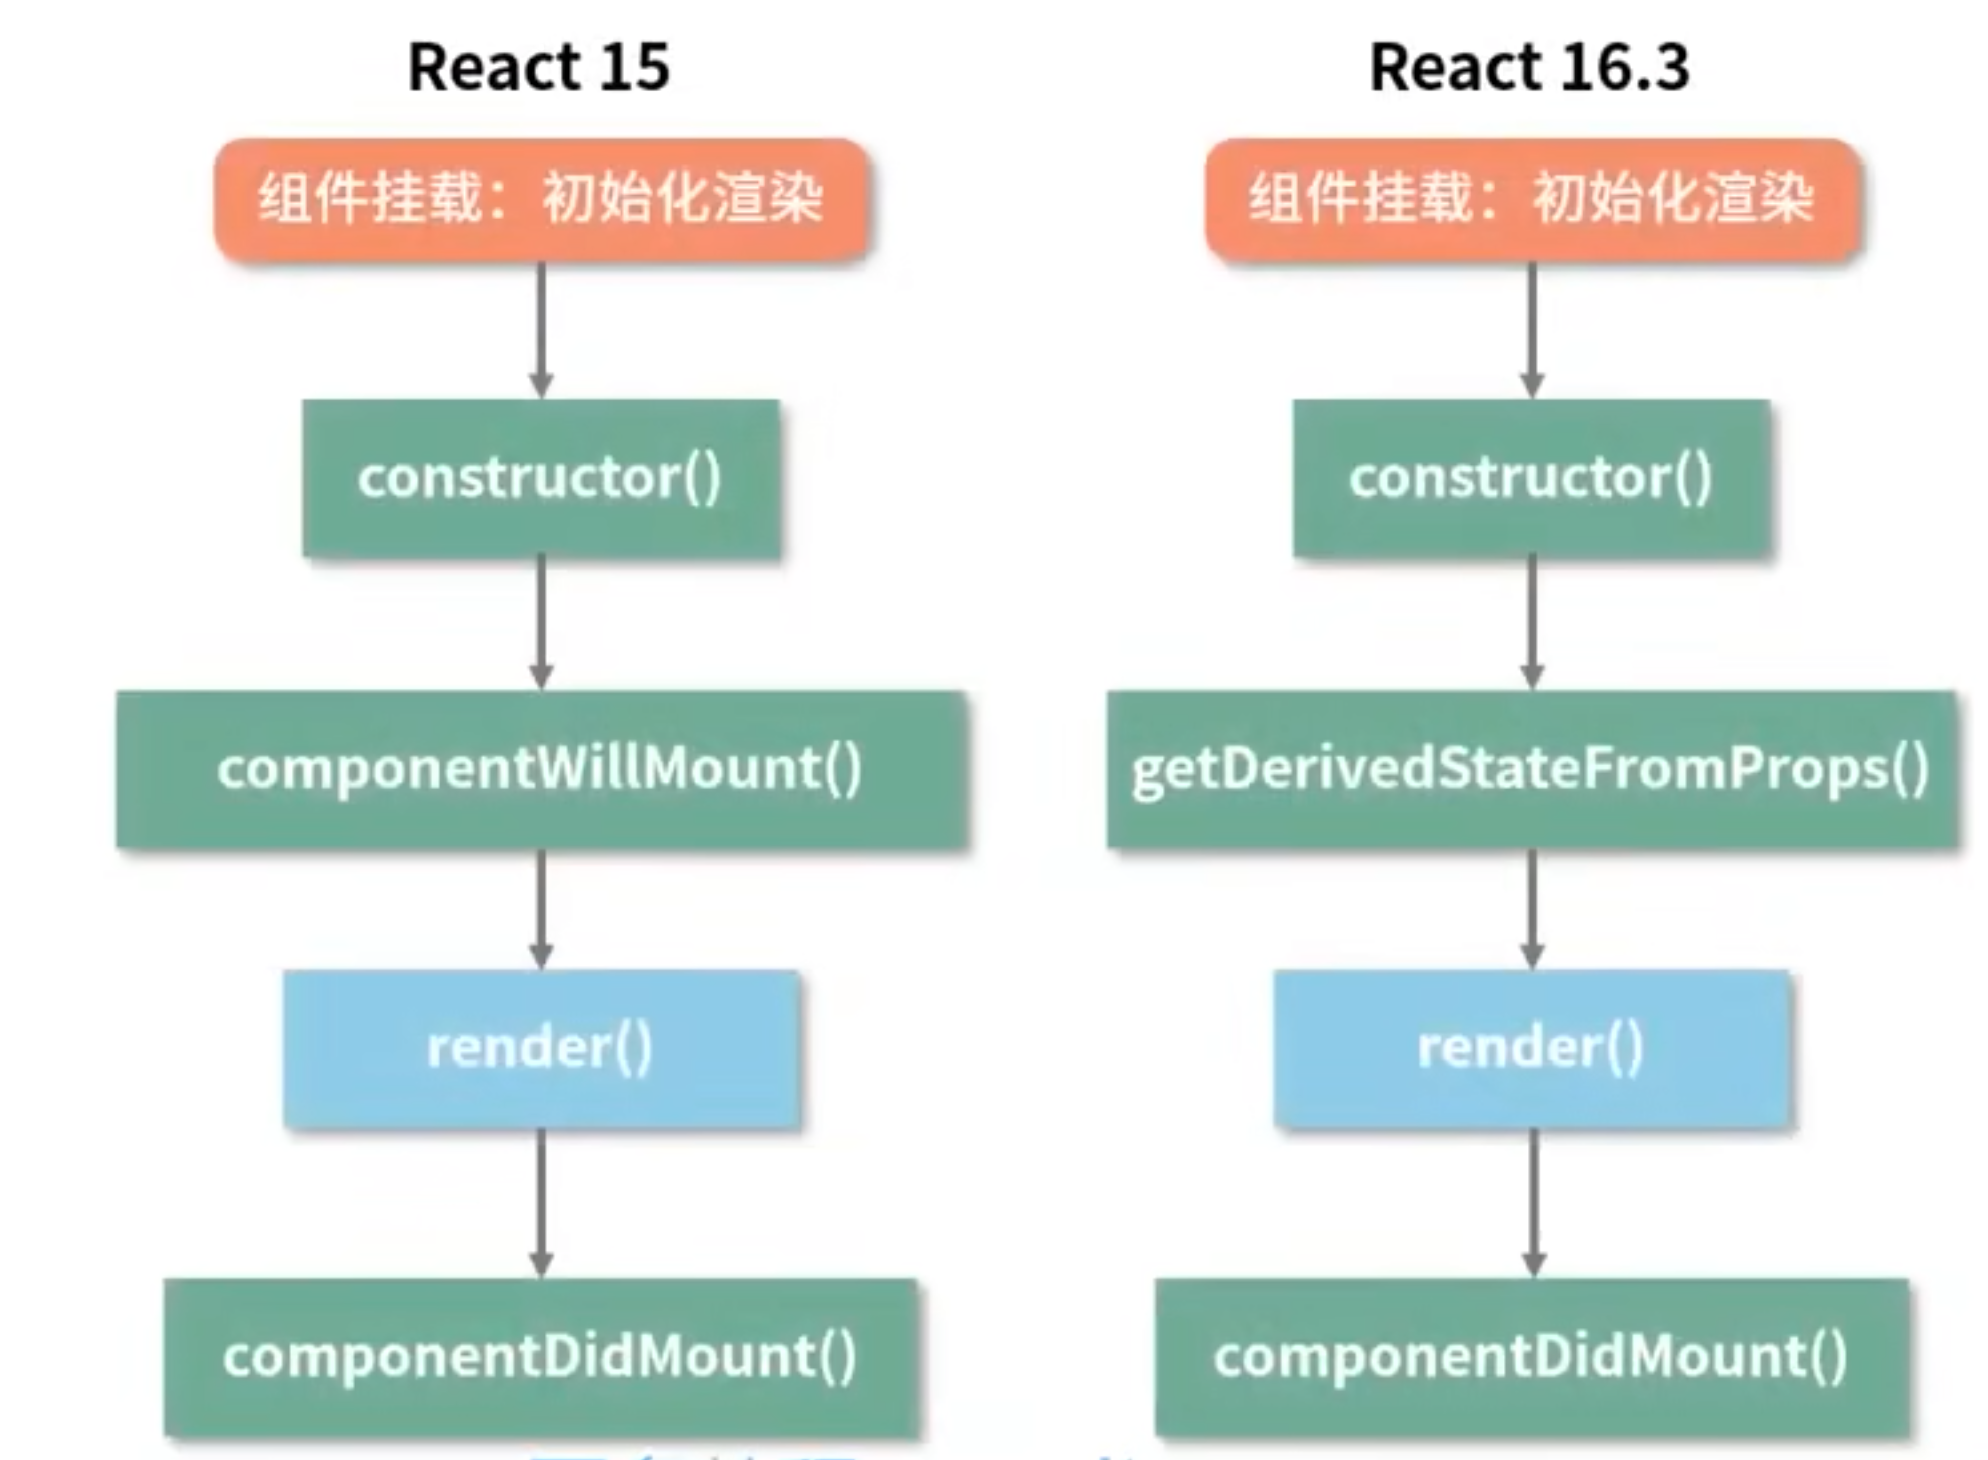 React 15
组件挂载：初始化渲染
constructor()
componentWillMount()
render()
componentDidMount()
React 16.3
组件挂载：初始化渲染
constructor()
getDerivedStateFromProps()
render()
componentDidMount()